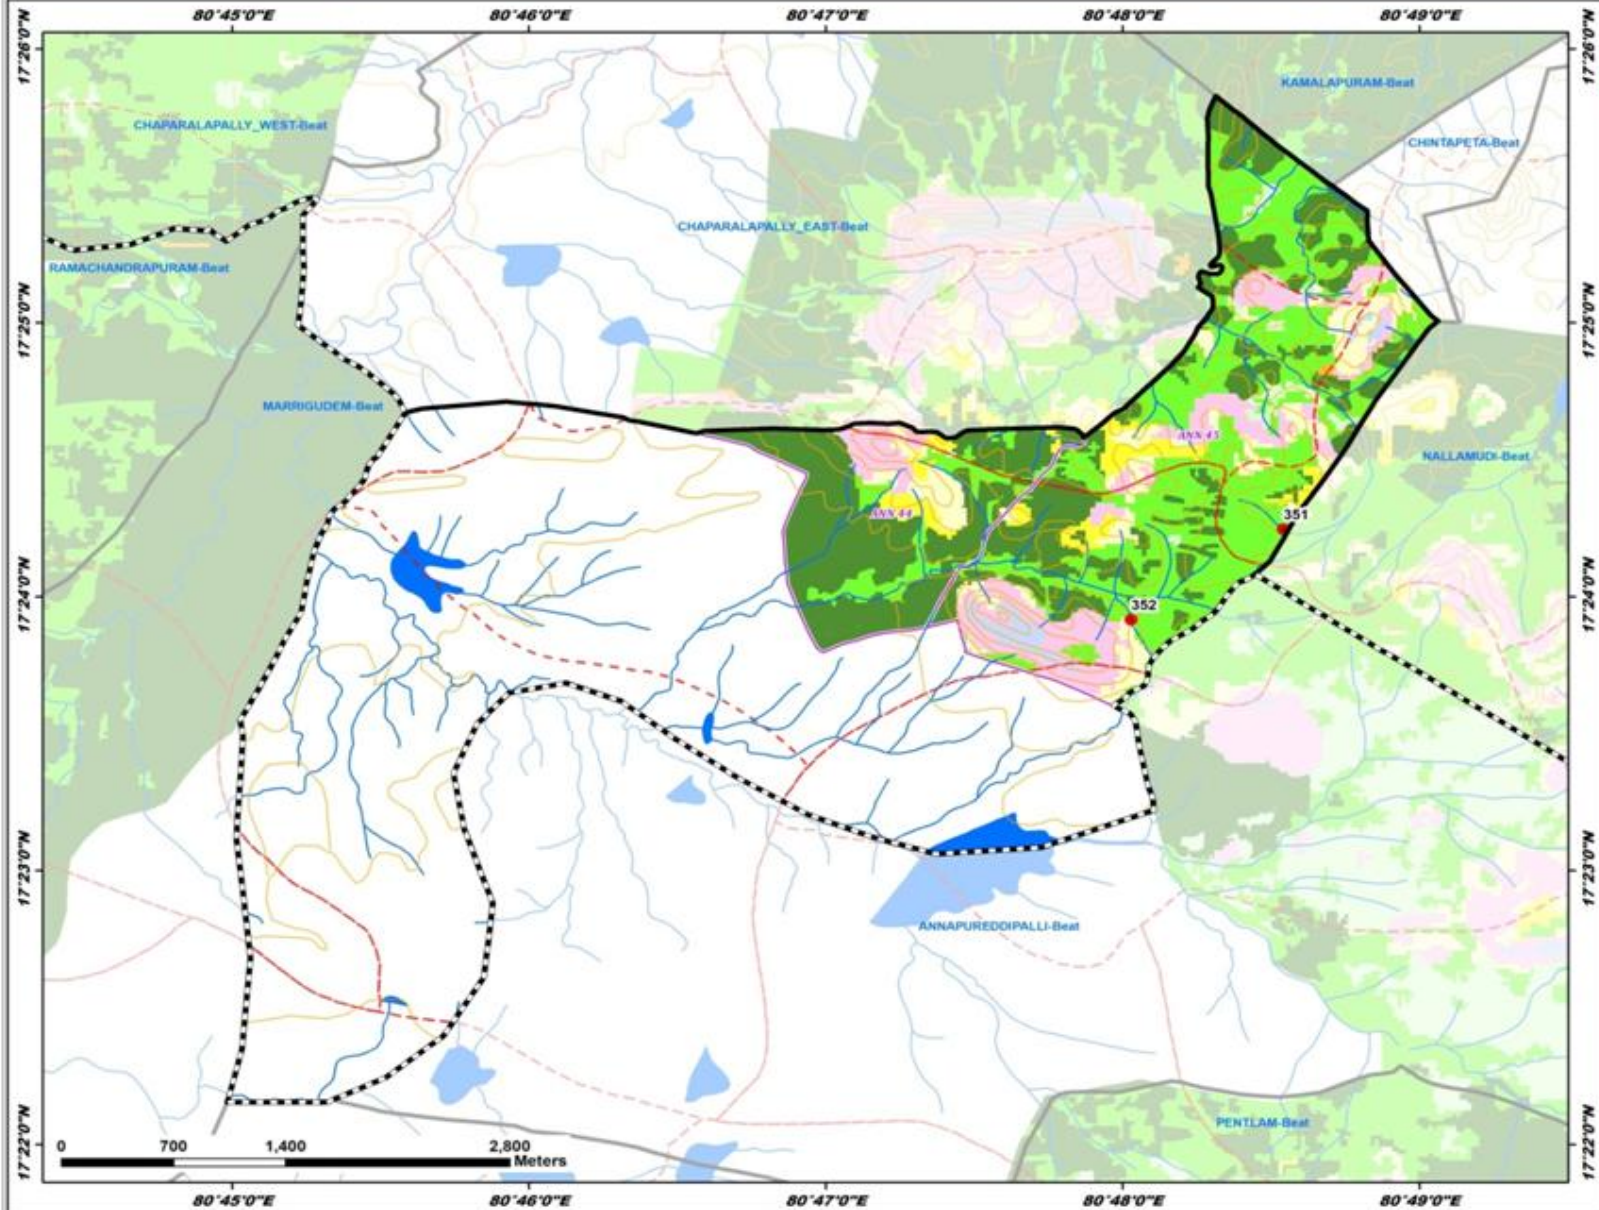 80°45'0"E 80°46'0"E 80°47'0"E 80°48'0"E 80°49'0"E
17°26'0"N 17°26'0"N
KAMALAPURAM-Beat
CHAPARALAPALLY_WEST-Beat
CHINTAPETA-Beat
CHAPARALAPALLY_EAST-Beat
RAMACHANDRAPURAM-Beat
17°25'0"N 17°25'0"N
MARRIGUDEM-Beat
ANN 45
NALLAMUDI-Beat
ANN 44
351
17°24'0"N 17°24'0"N
352
17°23'0"N 17°23'0"N
ANNAPUREDDIPALLI-Beat
PENTLAM-Beat
17°22'0"N 17°22'0"N
0 700 1,400 2,800
Meters
80°45'0"E 80°46'0"E 80°47'0"E 80°48'0"E 80°49'0"E